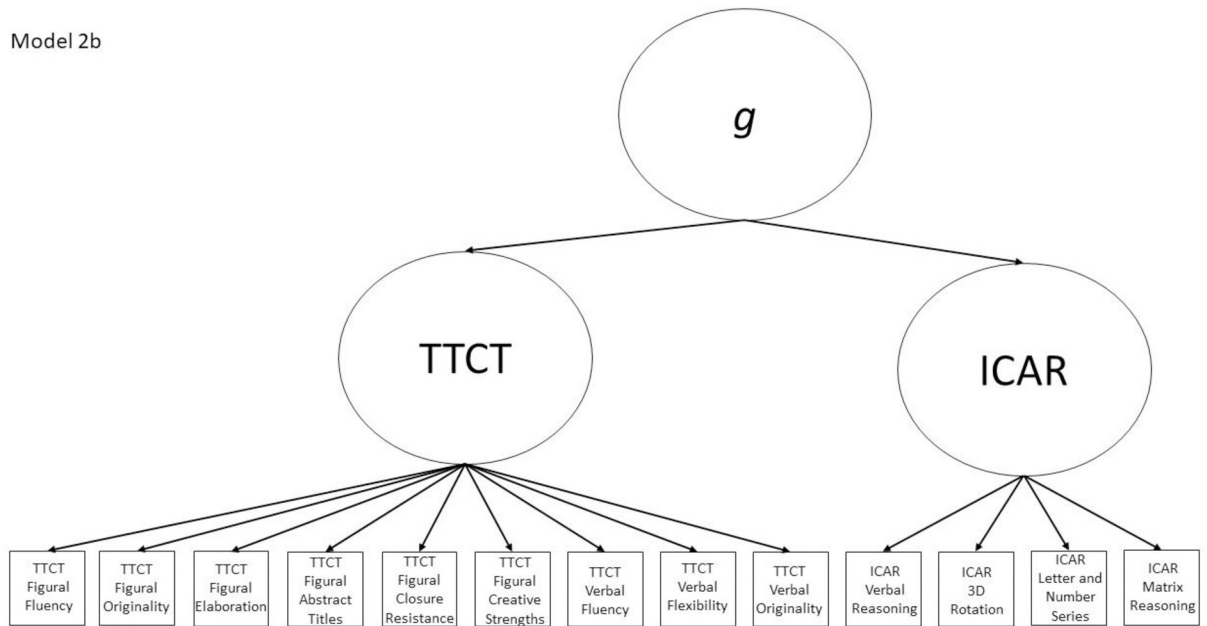 Model 2b
g
TTCT
ICAR
TTCT
Figural
Fluency
TTCT
Figural
Originality
TTCT
Figural
Elaboration
TTCT
Figural
Abstract
Titles
TTCT
Figural
Closure
Resistance
TTCT
Figural
Creative
Strengths
TTCT
Verbal
Fluency
TTCT
Verbal
Flexibility
TTCT
Verbal
Originality
ICAR
Verbal
Reasoning
ICAR
3D
Rotation
ICAR
Letter and
Number
Series
ICAR
Matrix
Reasoning